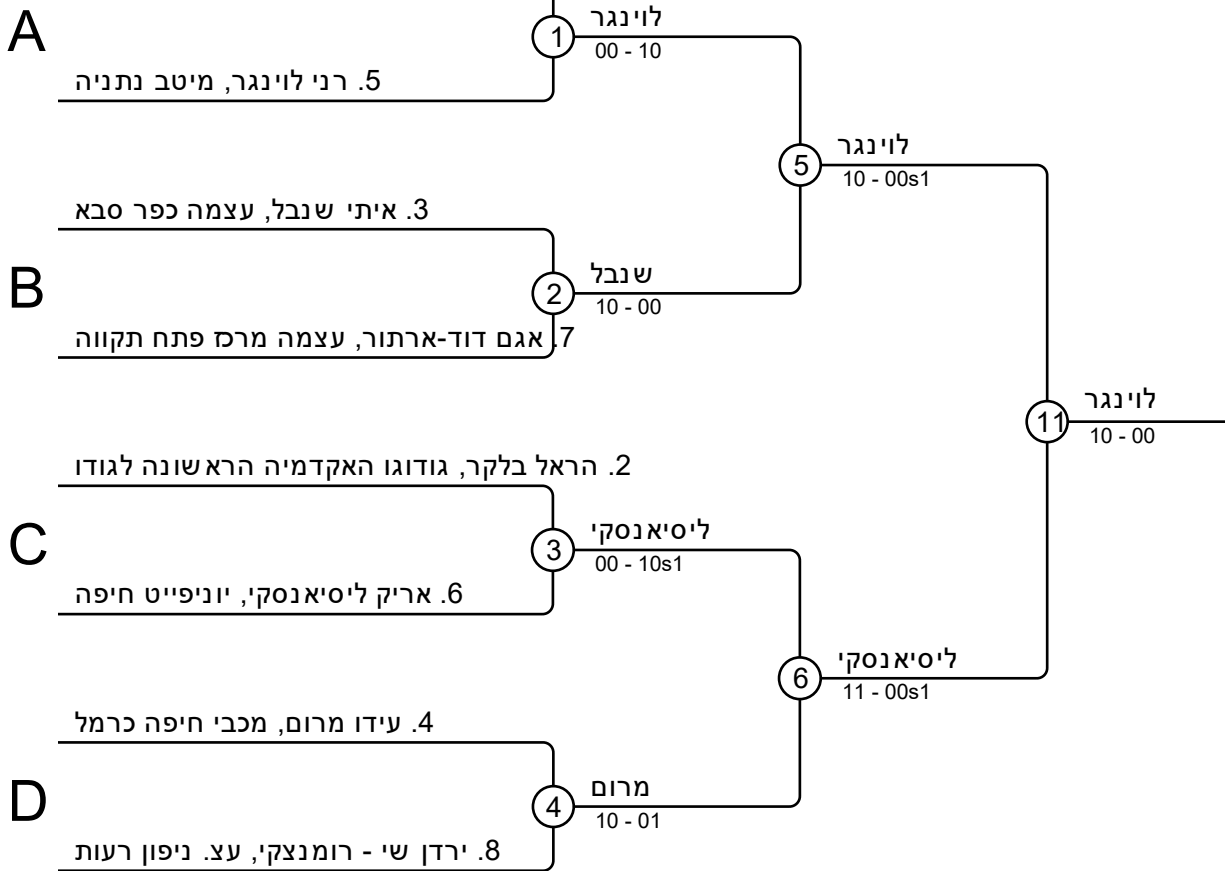 A
1
לוינגר
00 - 10
5. רני לוינגר, מיטב נתניה
5
לוינגר
10 - 00s1
3. איתי שנבל, עצמה כפר סבא
B
2
שנבל
10 - 00
7. אגם דוד-ארתור, עצמה מרכז פתח תקווה
11
לוינגר
10 - 00
2. הראל בלקר, גודוגו האקדמיה הראשונה לגודו
C
3
ליסיאנסקי
00 - 10s1
6. אריק ליסיאנסקי, יוניפייט חיפה
6
ליסיאנסקי
11 - 00s1
4. עידו מרום, מכבי חיפה כרמל
D
4
מרום
10 - 01
8. ירדן שי - רומנצקי, עצ. ניפון רעות